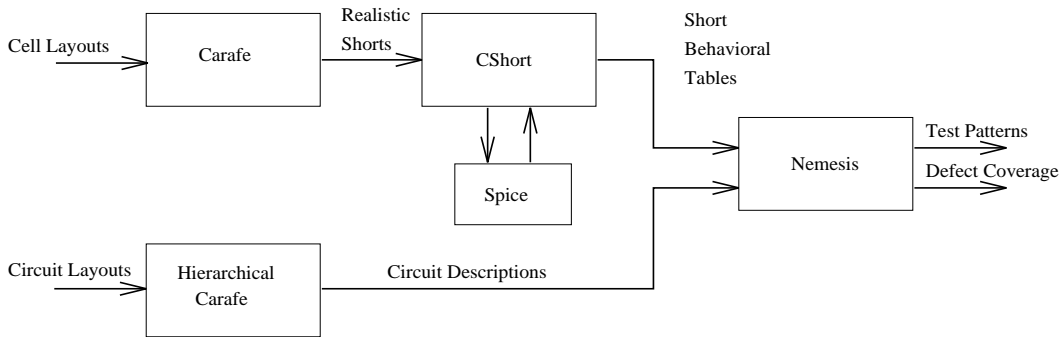 Cell Layouts
Carafe
Realistic
Shorts
CShort
Short
Behavioral
Tables
Spice
Nemesis
Test Patterns
Defect Coverage
Circuit Layouts
Hierarchical
Carafe
Circuit Descriptions